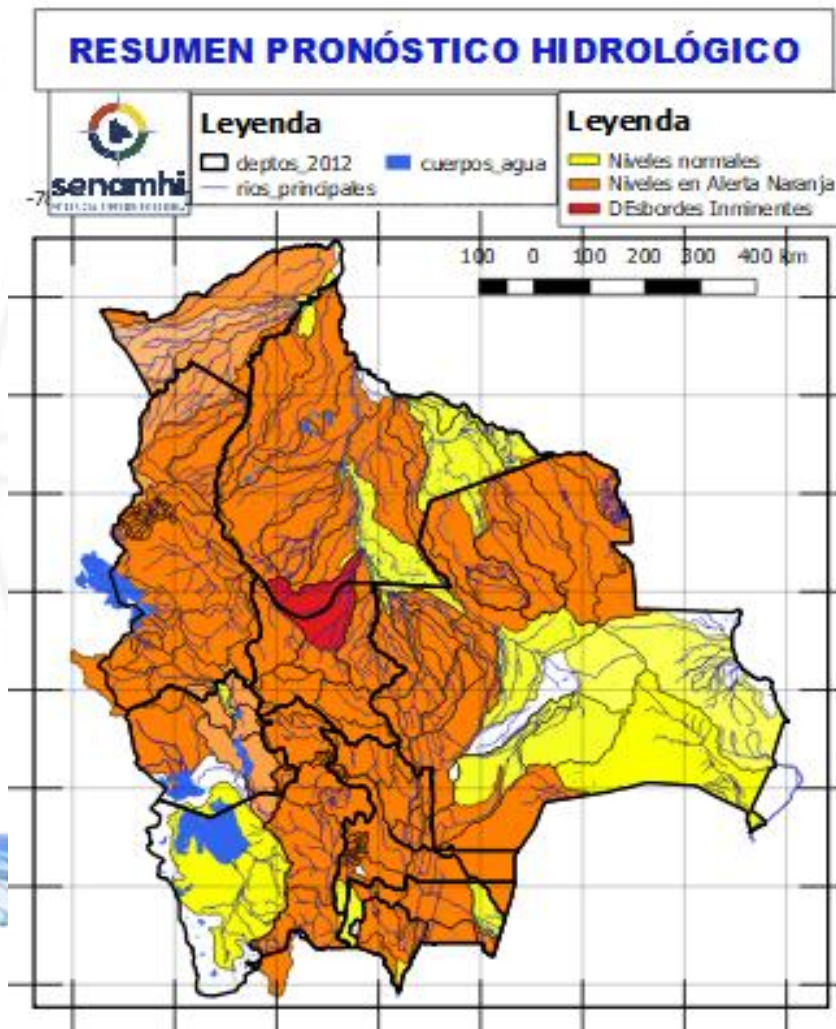 RESUMEN PRONÓSTICO HIDROLÓGICO
senamhi
Leyenda
deptos_2012
cuerpos_agua
rios_principales
Leyenda
Niveles normales
Niveles en Alerta Naranja
DEsbordes Inminentes
100 0 100 200 300 400 km